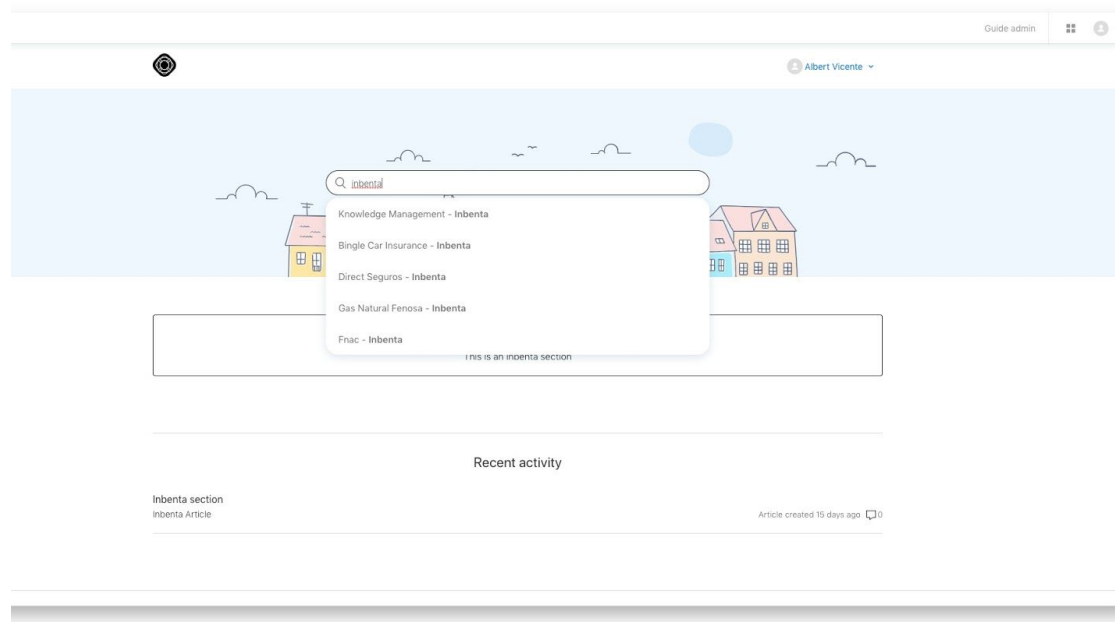 Guide admin
Albert Vicente
inbenta
Knowledge Management - Inbenta
Bingle Car Insurance - Inbenta
Direct Seguros - Inbenta
Gas Natural Fenosa - Inbenta
Fnac - Inbenta
This is an Inbenta section
Recent activity
Inbenta section
Inbenta Article
Article created 15 days ago 0